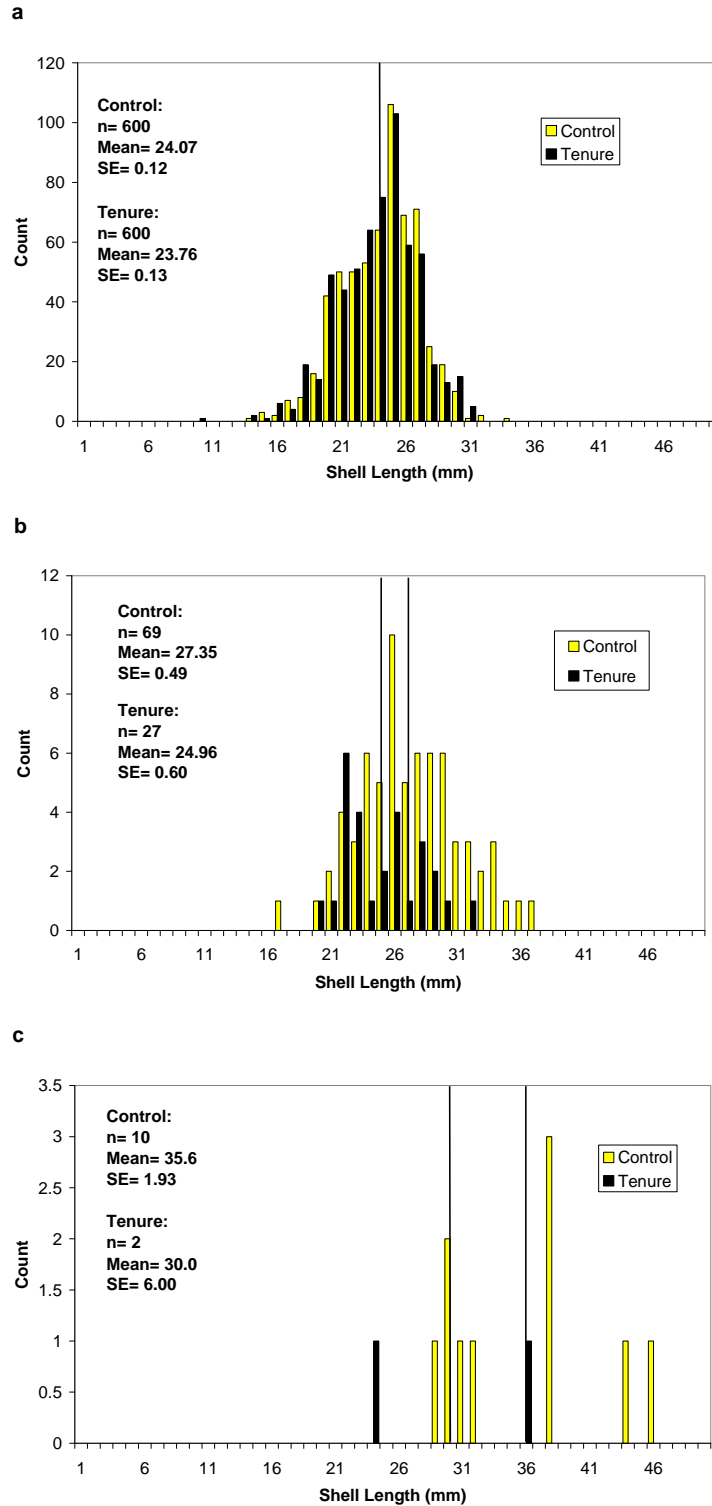 a
120
100
80
60
40
20
0
Count
Control:
n= 600
Mean= 24.07
SE= 0.12
Tenure:
n= 600
Mean= 23.76
SE= 0.13
Control
Tenure
1 6 11 16 21 26 31 36 41 46
Shell Length (mm)
b
12
10
8
6
4
2
0
Count
Control:
n= 69
Mean= 27.35
SE= 0.49
Tenure:
n= 27
Mean= 24.96
SE= 0.60
Control
Tenure
1 6 11 16 21 26 31 36 41 46
Shell Length (mm)
c
3.5
3
2.5
2
1.5
1
0.5
0
Count
Control:
n= 10
Mean= 35.6
SE= 1.93
Tenure:
n= 2
Mean= 30.0
SE= 6.00
Control
Tenure
1 6 11 16 21 26 31 36 41 46
Shell Length (mm)